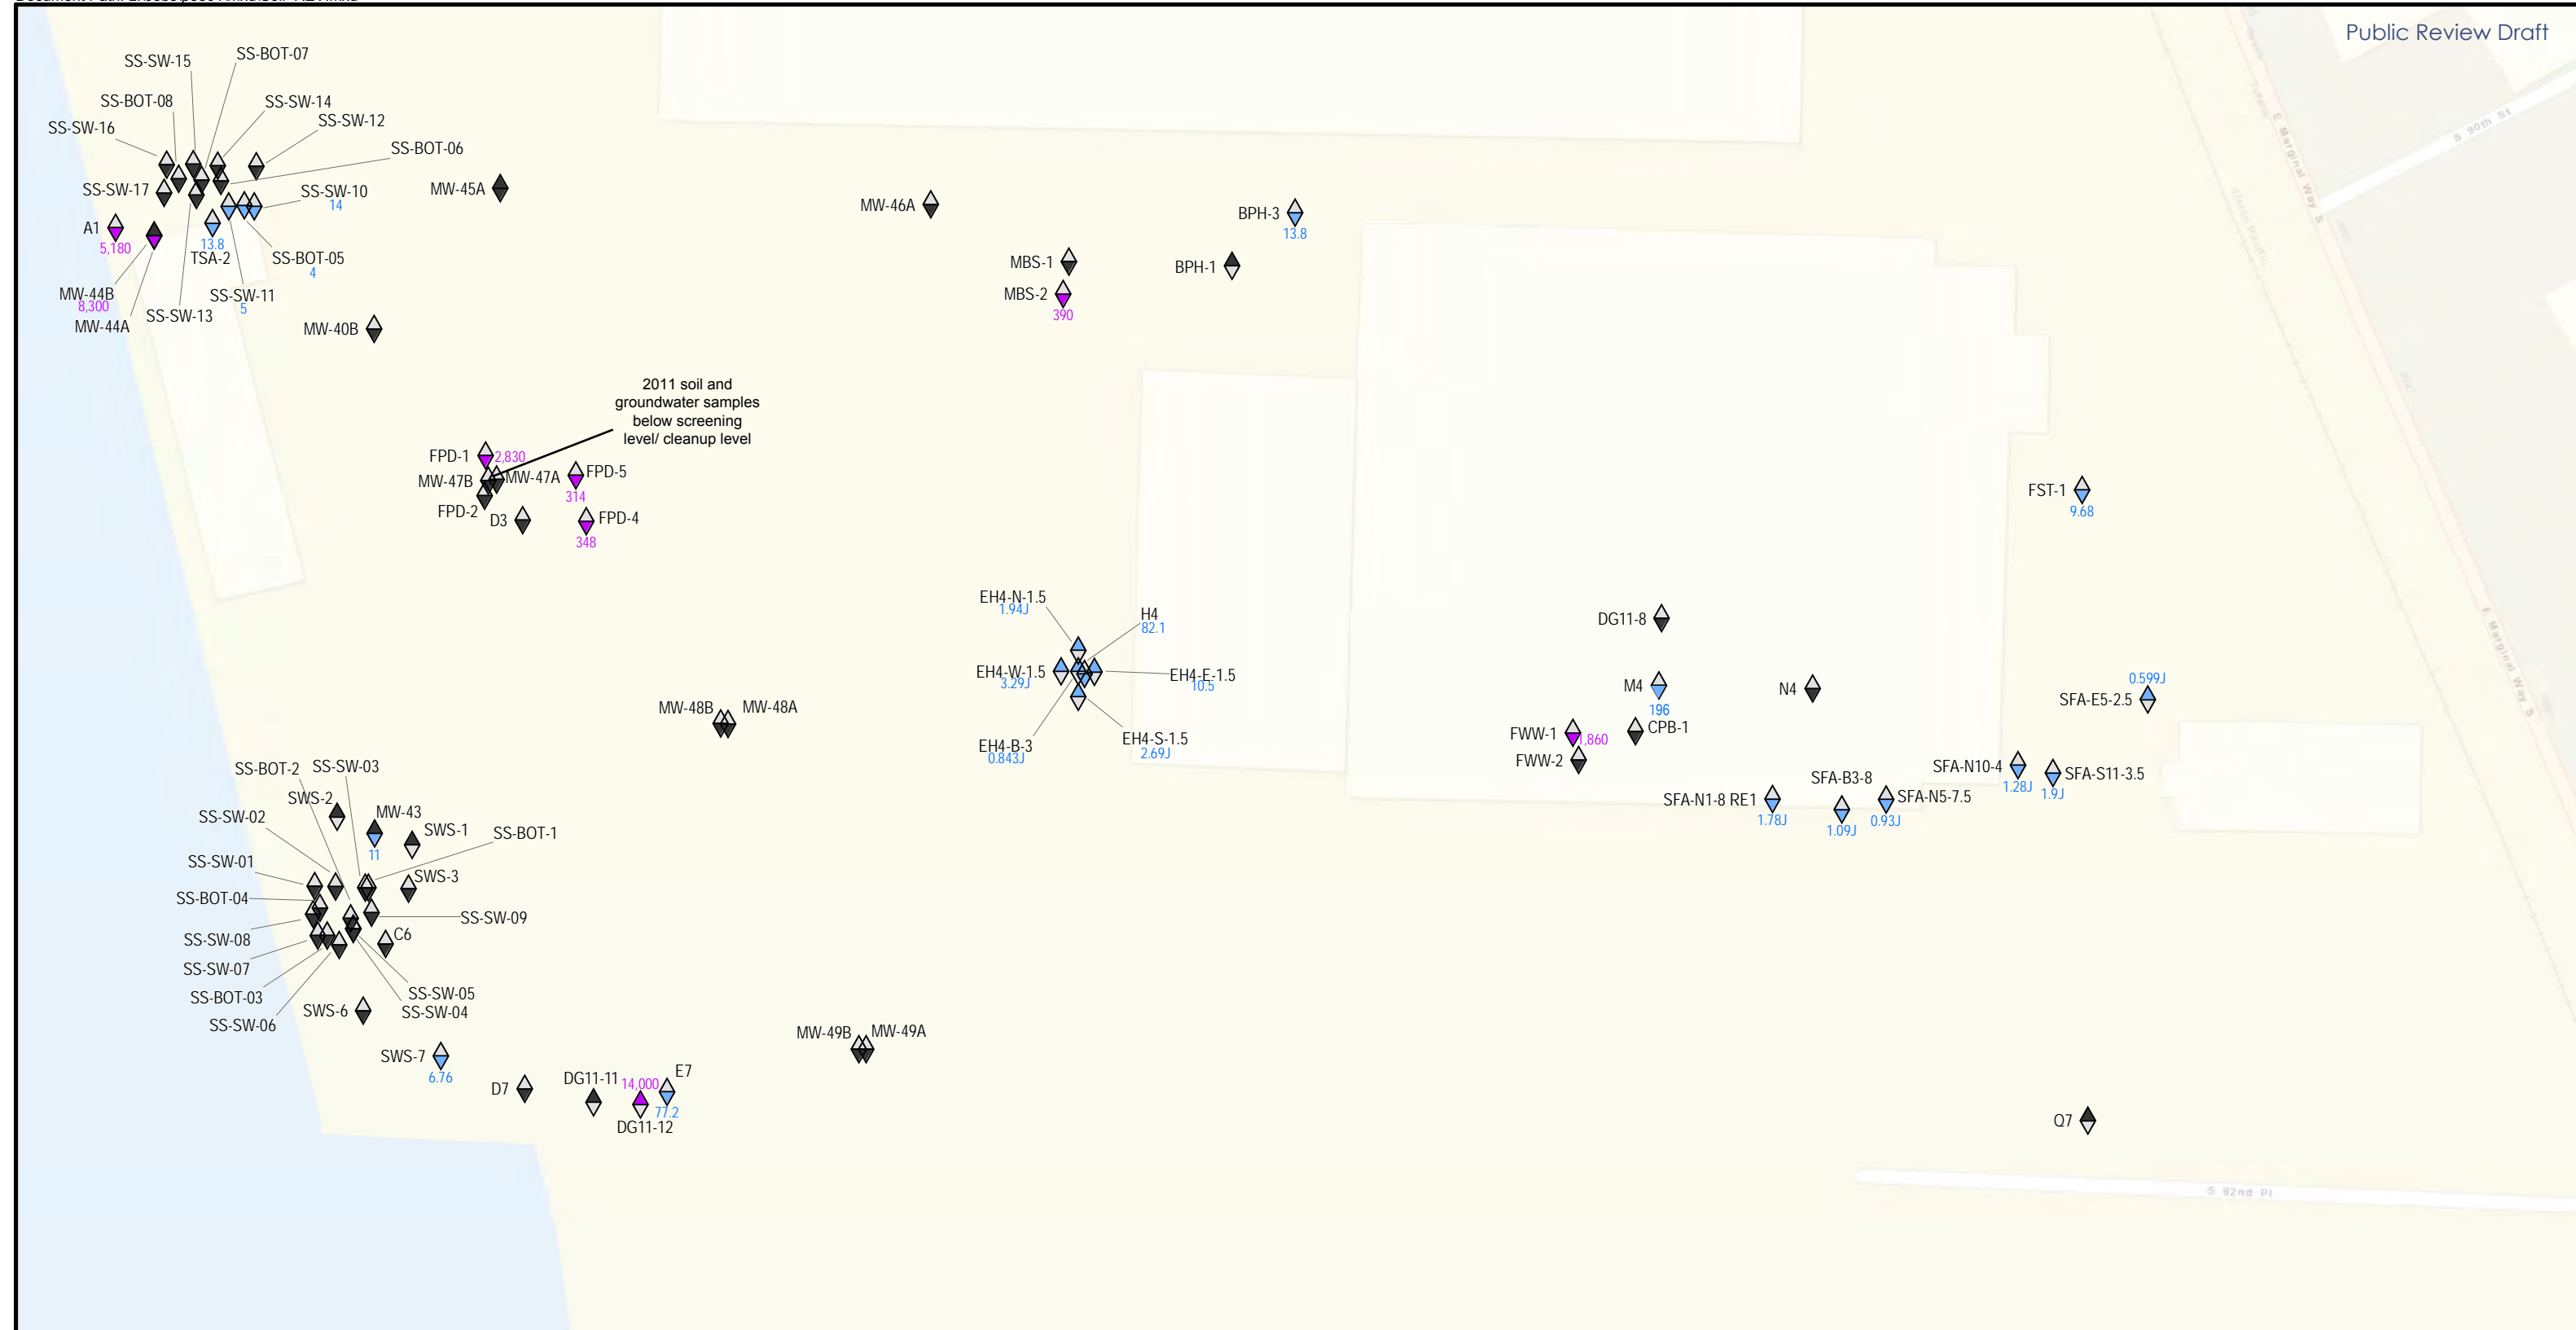 Public Review Draft
SS-BOT-07
SS-SW-15
SS-BOT-08
SS-SW-14
SS-SW-12
SS-SW-16
SS-BOT-06
SS-SW-17
SS-SW-10
14
MW-45A
A1
5,180
13.8
TSA-2
SS-BOT-05
4
MW-44B
8,300
SS-SW-11
5
SS-SW-13
MW-44A
MW-40B
MW-46A
BPH-3
13.8
MBS-1
BPH-1
MBS-2
390
2011 soil and
groundwater samples
below screening
level/ cleanup level
FPD-1
2,830
MW-47B
MW-47A
FPD-5
314
FPD-2
D3
FPD-4
348
FST-1
9.68
EH4-N-1.5
1.94J
H4
82.1
EH4-W-1.5
3.29J
EH4-E-1.5
10.5
EH4-B-3
0.843J
EH4-S-1.5
2.69J
DG11-8
M4
196
N4
0.599J
SFA-E5-2.5
FWW-1
1,860
CPB-1
FWW-2
SFA-N10-4
1.28J
SFA-S11-3.5
1.9J
SFA-B3-8
1.09J
SFA-N1-8 RE1
1.78J
SFA-N5-7.5
0.93J
MW-48B
MW-48A
SS-BOT-2
SS-SW-03
SWS-2
SS-SW-02
MW-43
11
SWS-1
SS-BOT-1
SS-SW-01
SWS-3
SS-BOT-04
SS-SW-09
SS-SW-08
C6
SS-SW-07
SS-BOT-03
SS-SW-05
SS-SW-04
SS-SW-06
SWS-6
MW-49B
MW-49A
SWS-7
6.76
D7
DG11-11
14,000
DG11-12
E7
77.2
Q7
E Marginal Way S
S 90th St
E Marginal Way S
S 92nd Pl